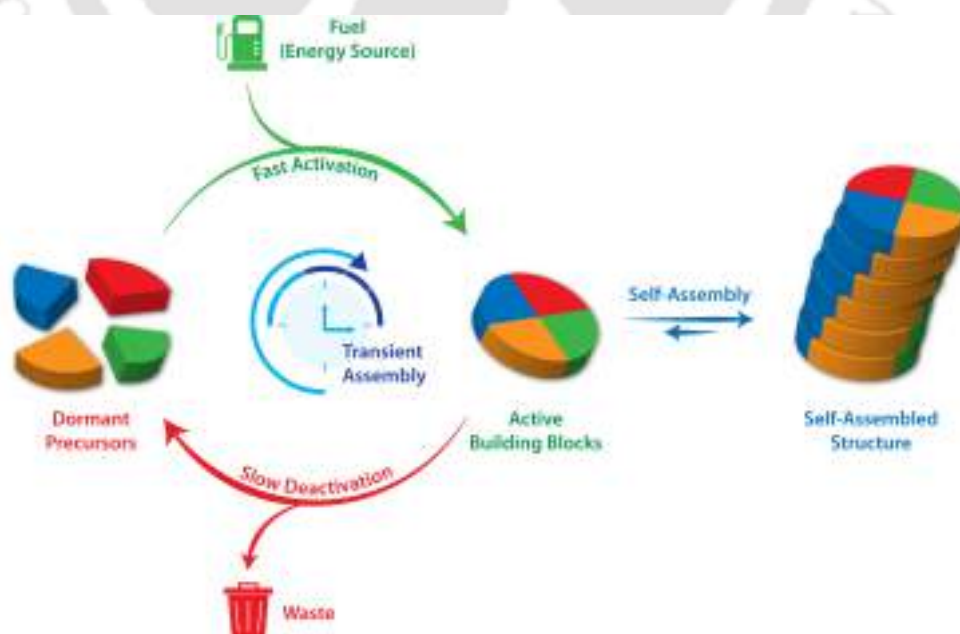 Fuel
(Energy Source)
Fast Activation
Transient
Assembly
Self-Assembly
Dormant
Precursors
Active
Building Blocks
Self-Assembled
Structure
Slow Deactivation
Waste